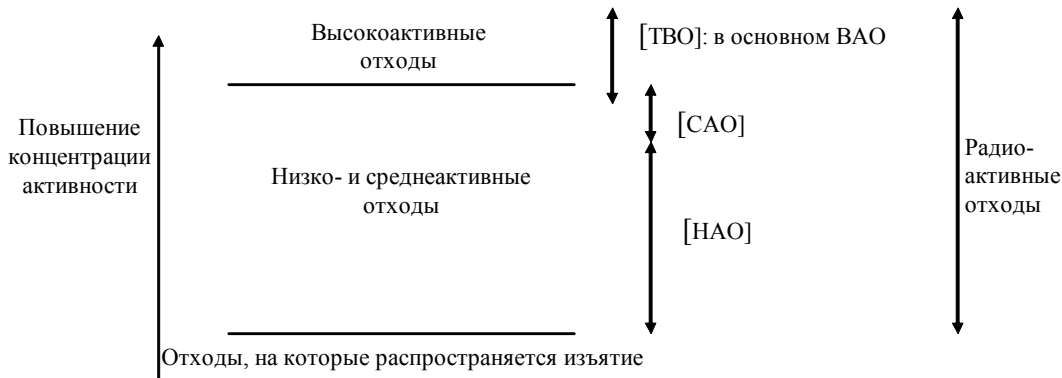 Высокоактивные
отходы
[ТВО]: в основном ВАО
[САО]
Повышение
концентрации
активности
Низко- и среднеактивные
отходы
Радио-
активные
отходы
[НАО]
Отходы, на которые распространяется изъятие